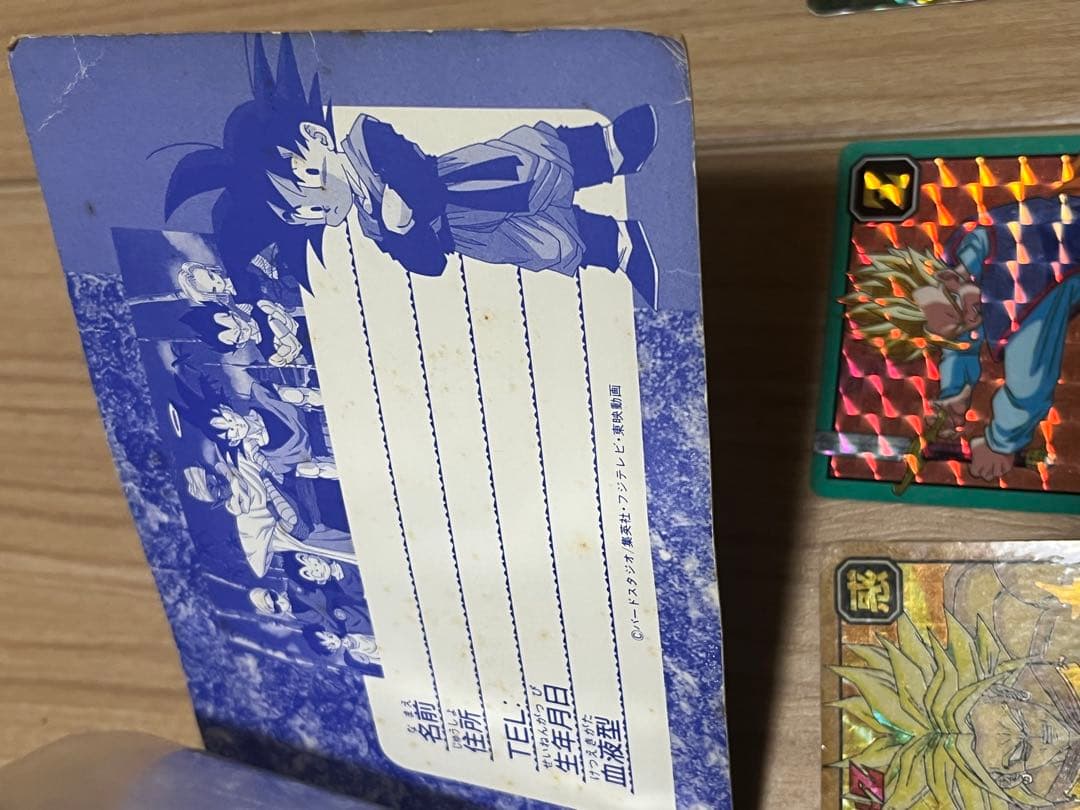 なまえ
名前
じゅうしょ
住所
TEL.
せいねんがっぴ
生年月日
けつえきがた
血液型
©バードスタジオ/集英社・フジテレビ・東映動画
Z
惑
Z